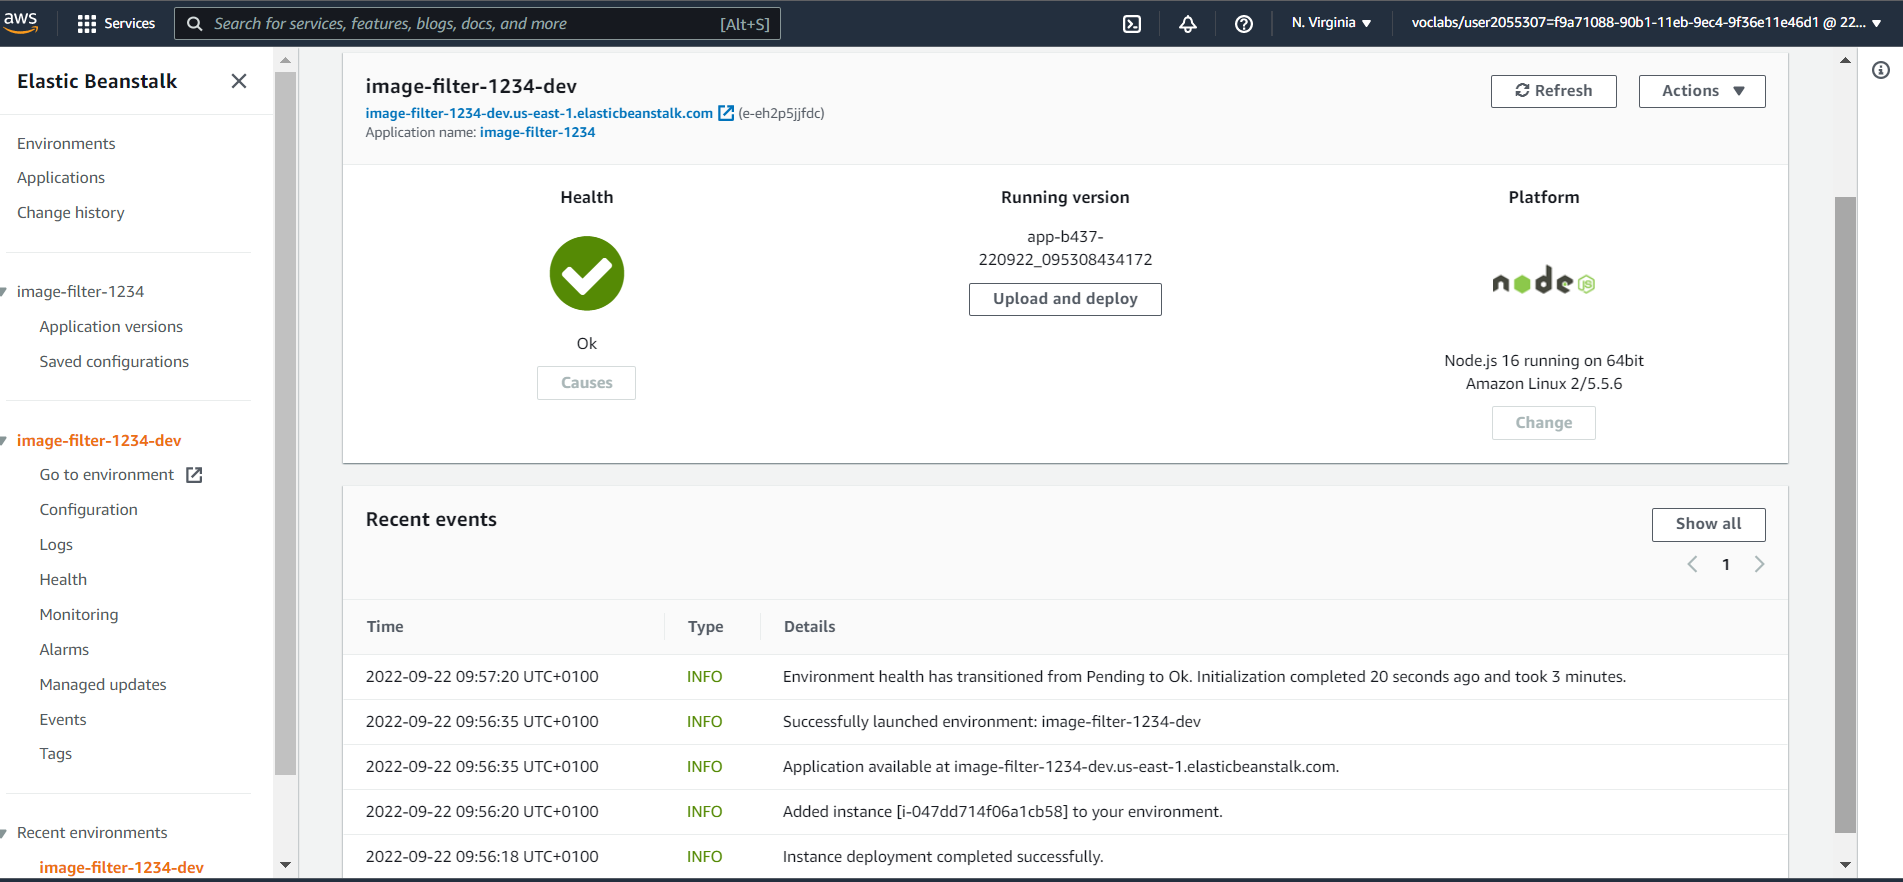 aws
Services
Search for services, features, blogs, docs, and more
[Alt+S]
N. Virginia
voclabs/user2055307=f9a71088-90b1-11eb-9ec4-9f36e11e46d1 @ 22...
Elastic Beanstalk
Environments
Applications
Change history
image-filter-1234
Application versions
Saved configurations
image-filter-1234-dev
Go to environment
Configuration
Logs
Health
Monitoring
Alarms
Managed updates
Events
Tags
Recent environments
image-filter-1234-dev
image-filter-1234-dev
image-filter-1234-dev.us-east-1.elasticbeanstalk.com (e-eh2p5jjfdc)
Application name: image-filter-1234
Refresh
Actions
Health
Ok
Causes
Running version
app-b437-
220922_095308434172
Upload and deploy
Platform
node
JS
Node.js 16 running on 64bit
Amazon Linux 2/5.5.6
Change
Recent events
Show all
1
Time Type Details
2022-09-22 09:57:20 UTC+0100 INFO Environment health has transitioned from Pending to Ok. Initialization completed 20 seconds ago and took 3 minutes.
2022-09-22 09:56:35 UTC+0100 INFO Successfully launched environment: image-filter-1234-dev
2022-09-22 09:56:35 UTC+0100 INFO Application available at image-filter-1234-dev.us-east-1.elasticbeanstalk.com.
2022-09-22 09:56:20 UTC+0100 INFO Added instance [i-047dd714f06a1cb58] to your environment.
2022-09-22 09:56:18 UTC+0100 INFO Instance deployment completed successfully.